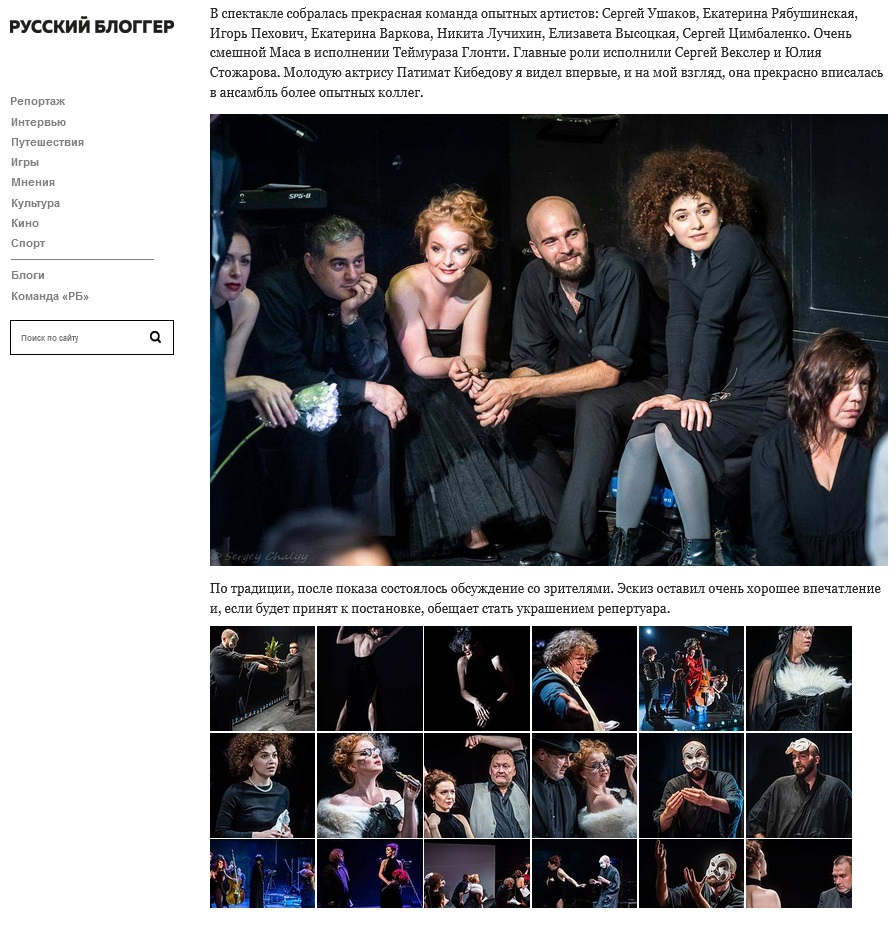 РУССКИЙ БЛОГГЕР
Репортаж
Интервью
Путешествия
Игры
Мнения
Культура
Кино
Спорт
Блоги
Команда «РБ»
Поиск по сайту
В спектакле собралась прекрасная команда опытных артистов: Сергей Ушаков, Екатерина Рябушинская,
Игорь Пехович, Екатерина Варкова, Никита Лучихин, Елизавета Высоцкая, Сергей Цимбаленко. Очень
смешной Маса в исполнении Теймураза Глонти. Главные роли исполнили Сергей Векслер и Юлия
Стожарова. Молодую актрису Патимат Кибедову я видел впервые, и на мой взгляд, она прекрасно вписалась
в ансамбль более опытных коллег.
SPS-8
© Sergey Chalyy
По традиции, после показа состоялось обсуждение со зрителями. Эскиз оставил очень хорошее впечатление
и, если будет принят к постановке, обещает стать украшением репертуара.